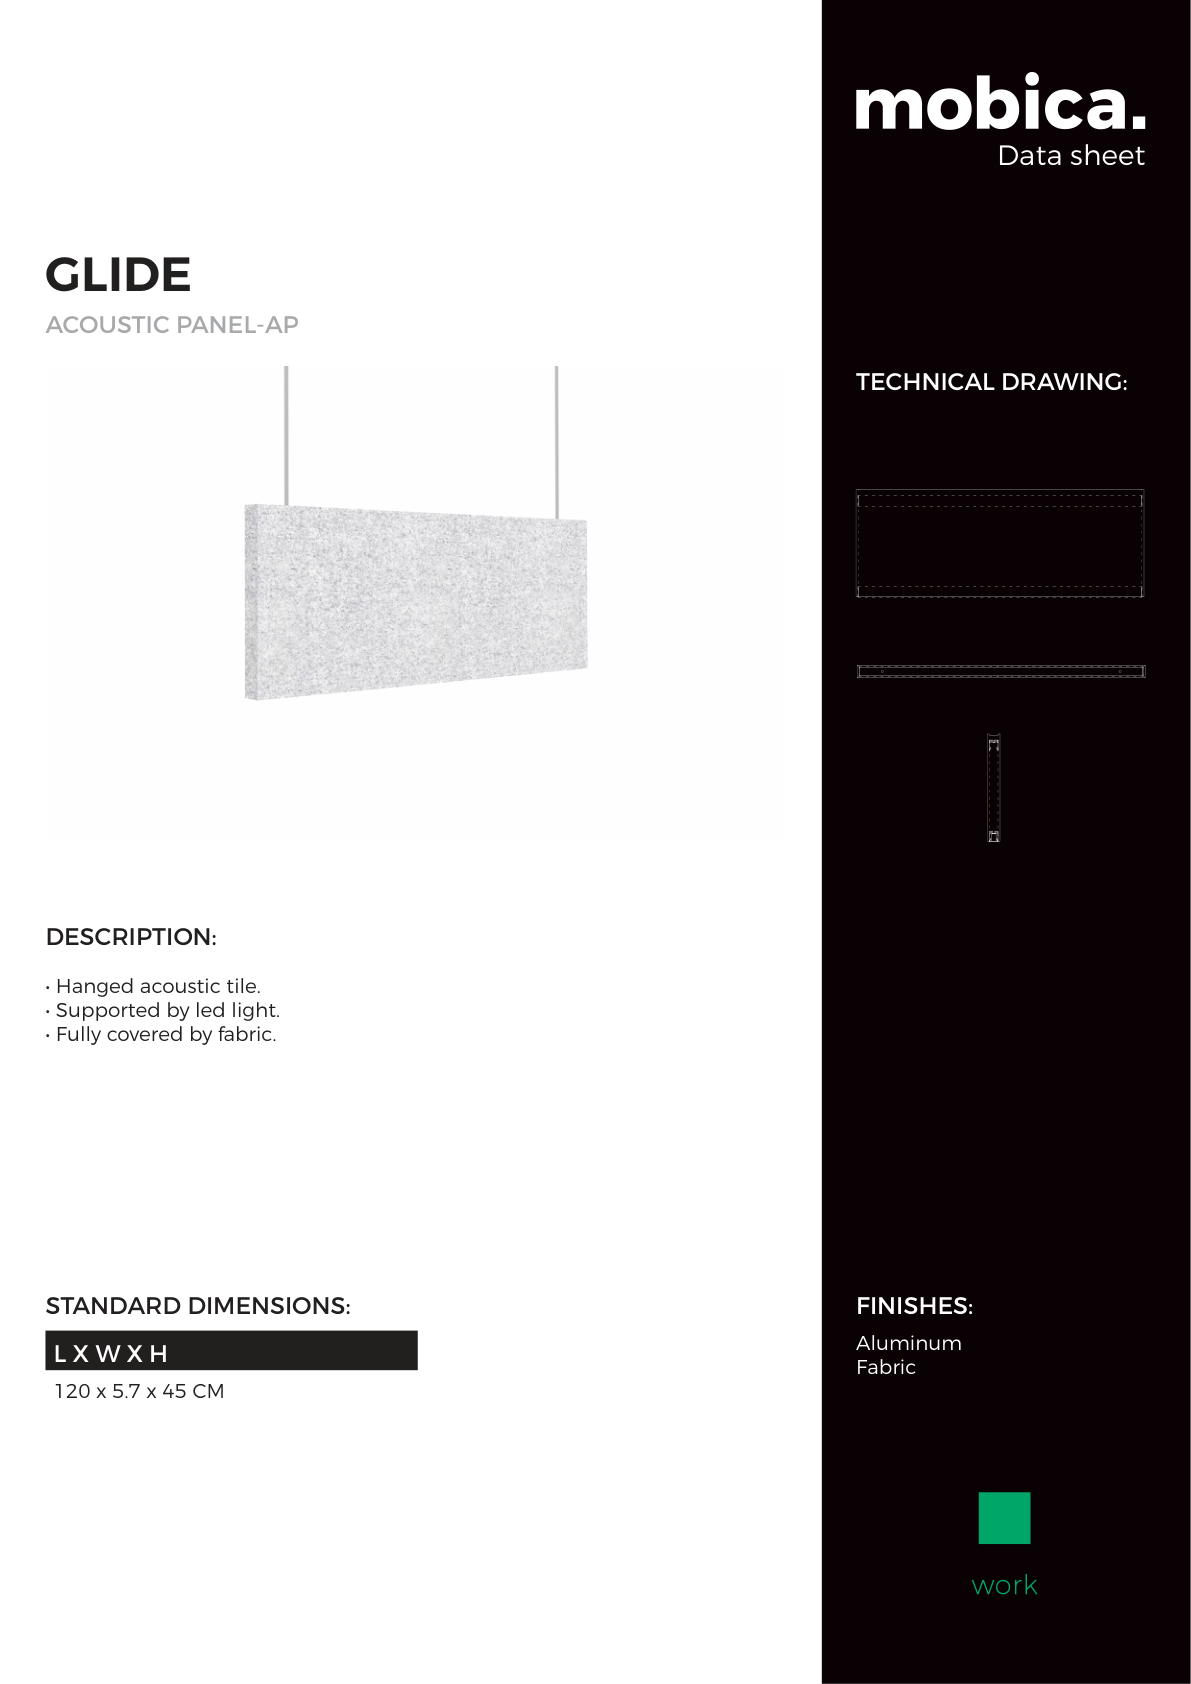 mobica.
Data sheet
GLIDE
ACOUSTIC PANEL-AP
TECHNICAL DRAWING:
DESCRIPTION:
• Hanged acoustic tile.
• Supported by led light.
• Fully covered by fabric.
STANDARD DIMENSIONS:
L X W X H
120 x 5.7 x 45 CM
FINISHES:
Aluminum
Fabric
work